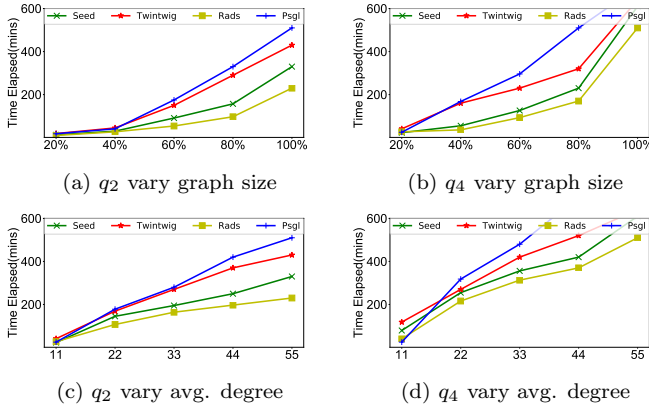 600
400
200
Time Elapsed(mins)
Seed Twintwig Rads Psgl
20% 40% 60% 80% 100%
(a) q2 vary graph size
600
400
200
Time Elapsed(mins)
Seed Twintwig Rads Psgl
20% 40% 60% 80% 100%
(b) q4 vary graph size
600
400
200
Time Elapsed(mins)
Seed Twintwig Rads Psgl
11 22 33 44 55
(c) q2 vary avg. degree
600
400
200
Time Elapsed(mins)
Seed Twintwig Rads Psgl
11 22 33 44 55
(d) q4 vary avg. degree